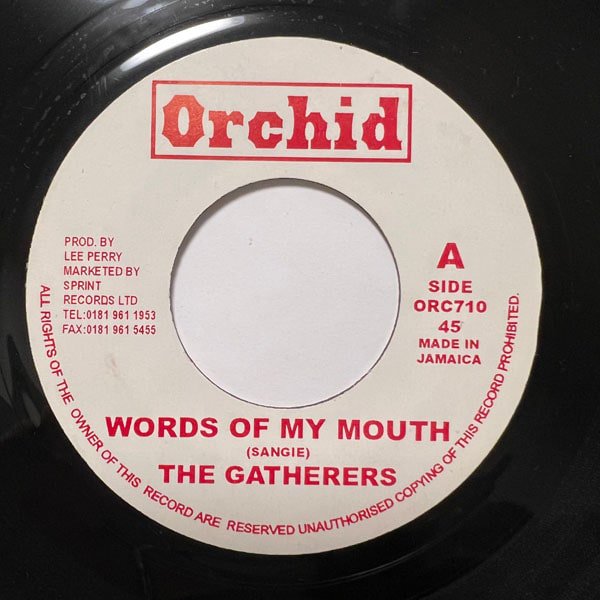 Orchid
PROD. BY
LEE PERRY
MARKETED BY
SPRINT
RECORDS LTD
TEL:0181 961 1953
FAX:0181 961 5455
A
SIDE
ORC710
45
MADE IN
JAMAICA
WORDS OF MY MOUTH
(SANGIE)
THE GATHERERS
ALL RIGHTS OF THE OWNER OF THIS RECORD ARE RESERVED UNAUTHORISED COPYING OF THIS RECORD PROHIBITED.